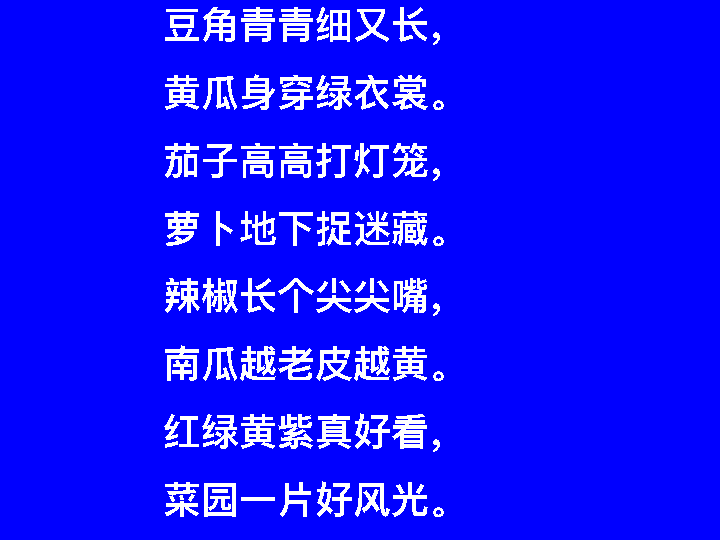 豆角青青细又长，
黄瓜身穿绿衣裳。
茄子高高打灯笼，
萝卜地下捉迷藏。
辣椒长个尖尖嘴，
南瓜越老皮越黄。
红绿黄紫真好看，
菜园一片好风光。